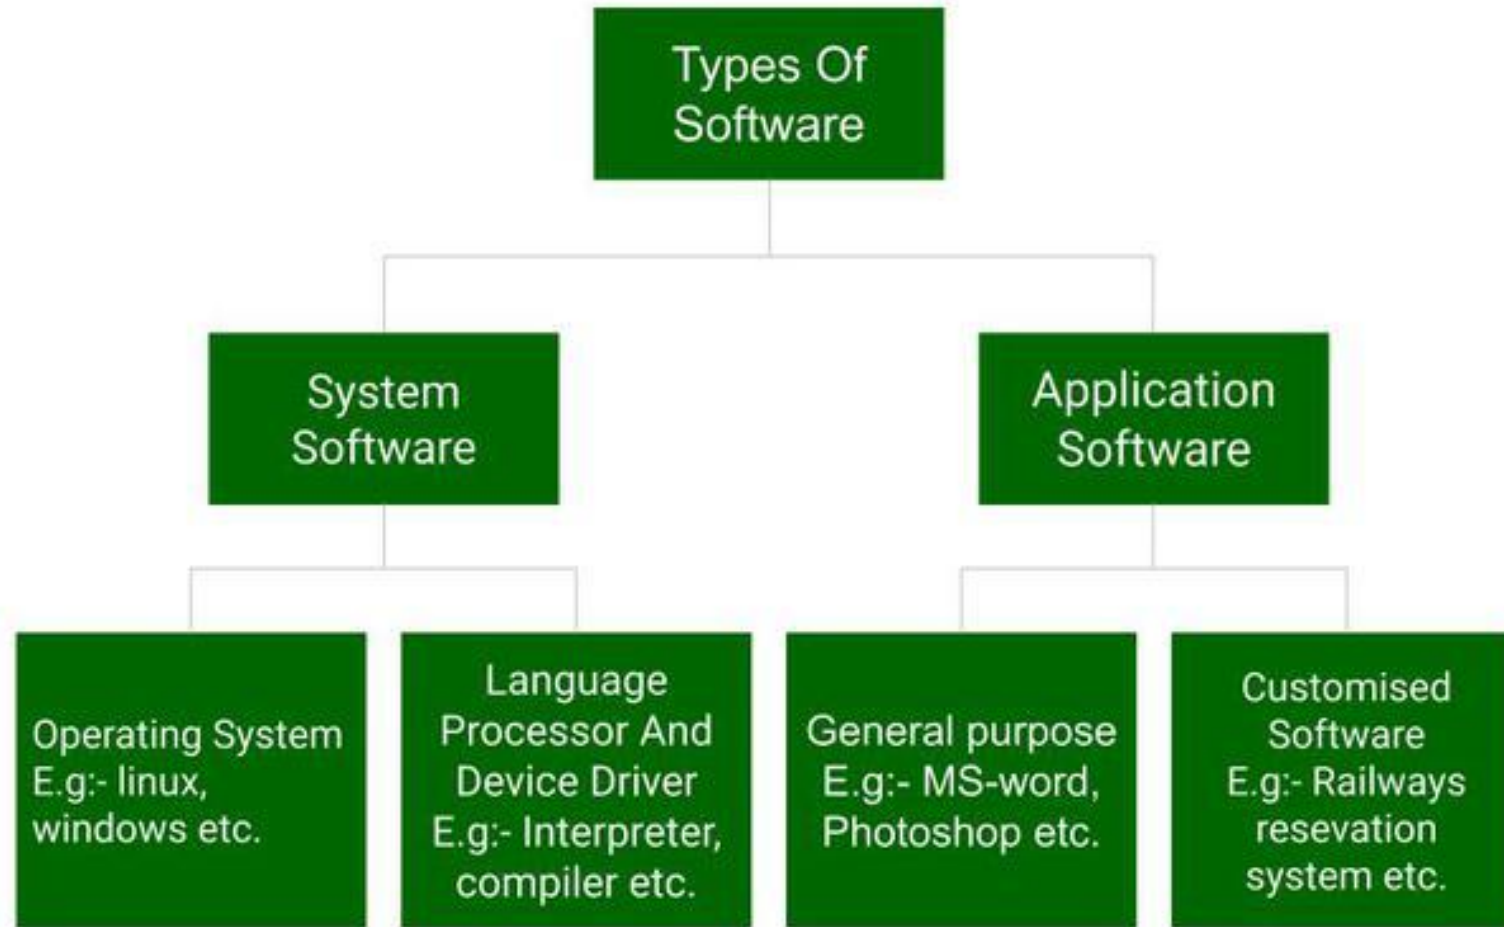 Types Of
Software
System
Software
Application
Software
Operating System
E.g:- linux,
windows etc.
Language
Processor And
Device Driver
E.g:- Interpreter,
compiler etc.
General purpose
E.g:- MS-word,
Photoshop etc.
Customised
Software
E.g:- Railways
resevation
system etc.